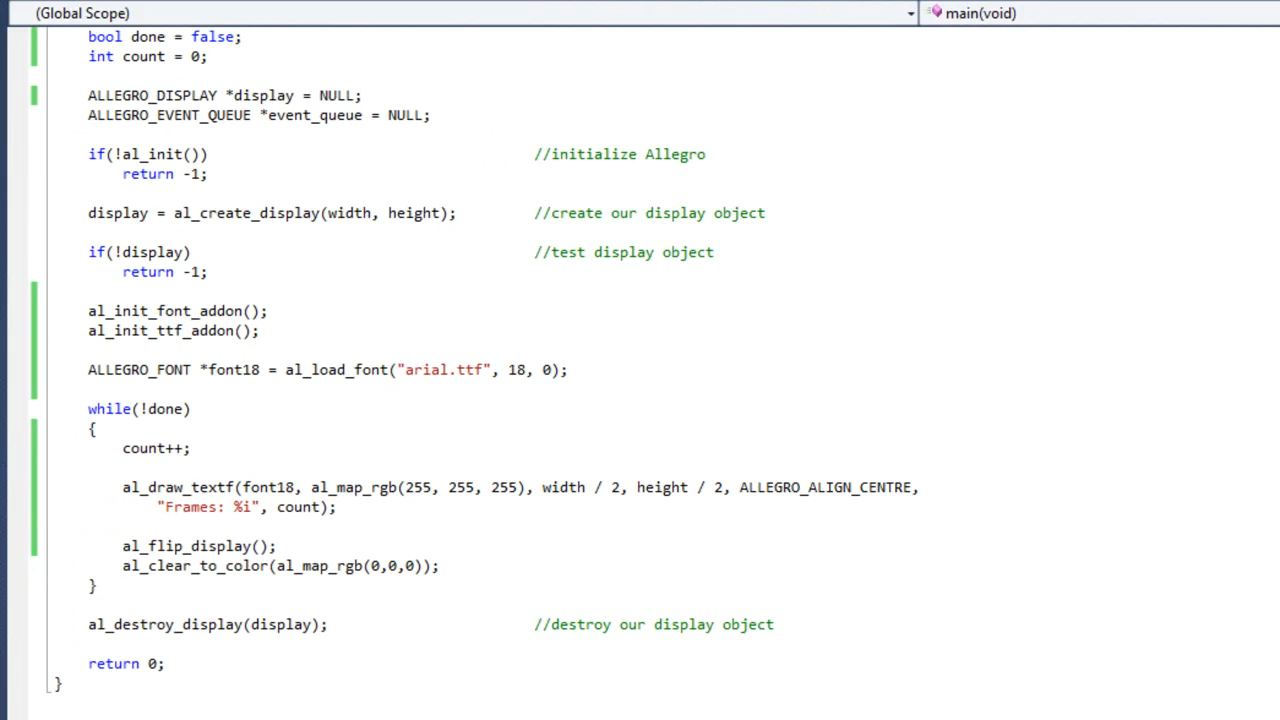 (Global Scope) main(void)
bool done = false;
int count = 0;
ALLEGRO_DISPLAY *display = NULL;
ALLEGRO_EVENT_QUEUE *event_queue = NULL;
if(!al_init()) //initialize Allegro
return -1;
display = al_create_display(width, height); //create our display object
if(!display) //test display object
return -1;
al_init_font_addon();
al_init_ttf_addon();
ALLEGRO_FONT *font18 = al_load_font("arial.ttf", 18, 0);
while(!done)
{
count++;
al_draw_textf(font18, al_map_rgb(255, 255, 255), width / 2, height / 2, ALLEGRO_ALIGN_CENTRE,
"Frames: %i", count);
al_flip_display();
al_clear_to_color(al_map_rgb(0,0,0));
}
al_destroy_display(display); //destroy our display object
return 0;
}